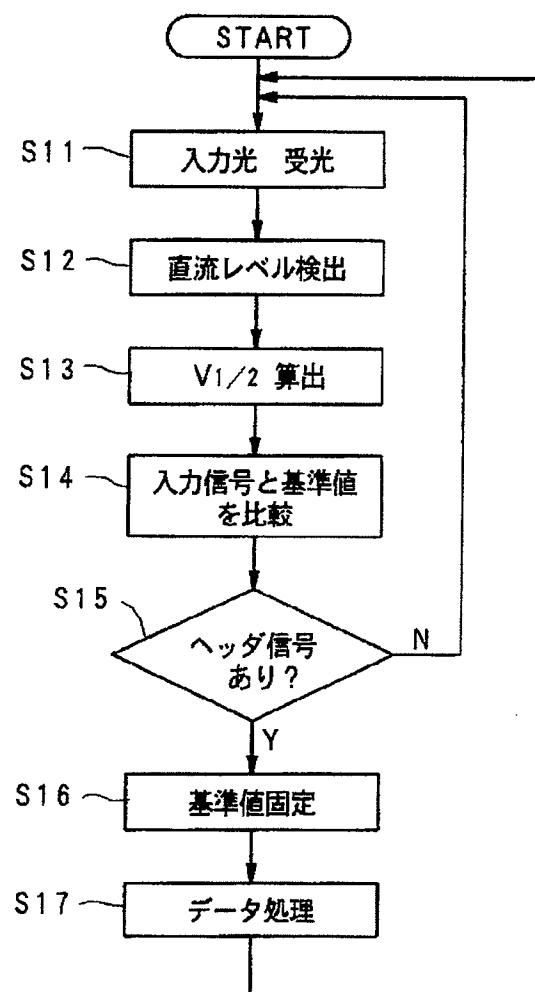 START
S11
入力光 受光
S12
直流レベル検出
S13
V1/2 算出
S14
入力信号と基準値
を比較
S15
ヘッダ信号
あり?
N
Y
S16
基準値固定
S17
データ処理